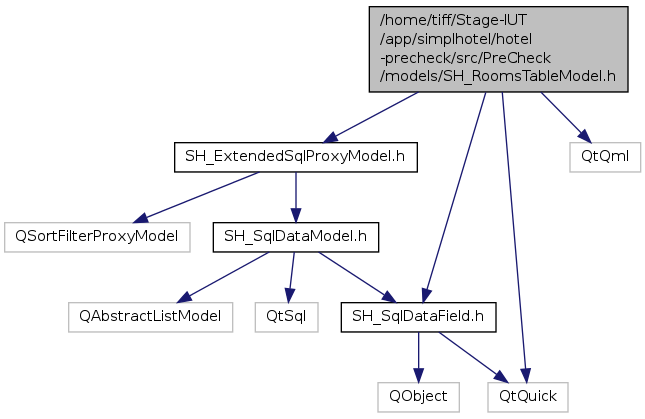 /home/tiff/Stage-IUT
/app/simplhotel/hotel
-precheck/src/PreCheck
/models/SH_RoomsTableModel.h
SH_ExtendedSqlProxyModel.h
QtQml
QSortFilterProxyModel
SH_SqlDataModel.h
QAbstractListModel
QtSql
SH_SqlDataField.h
QObject
QtQuick